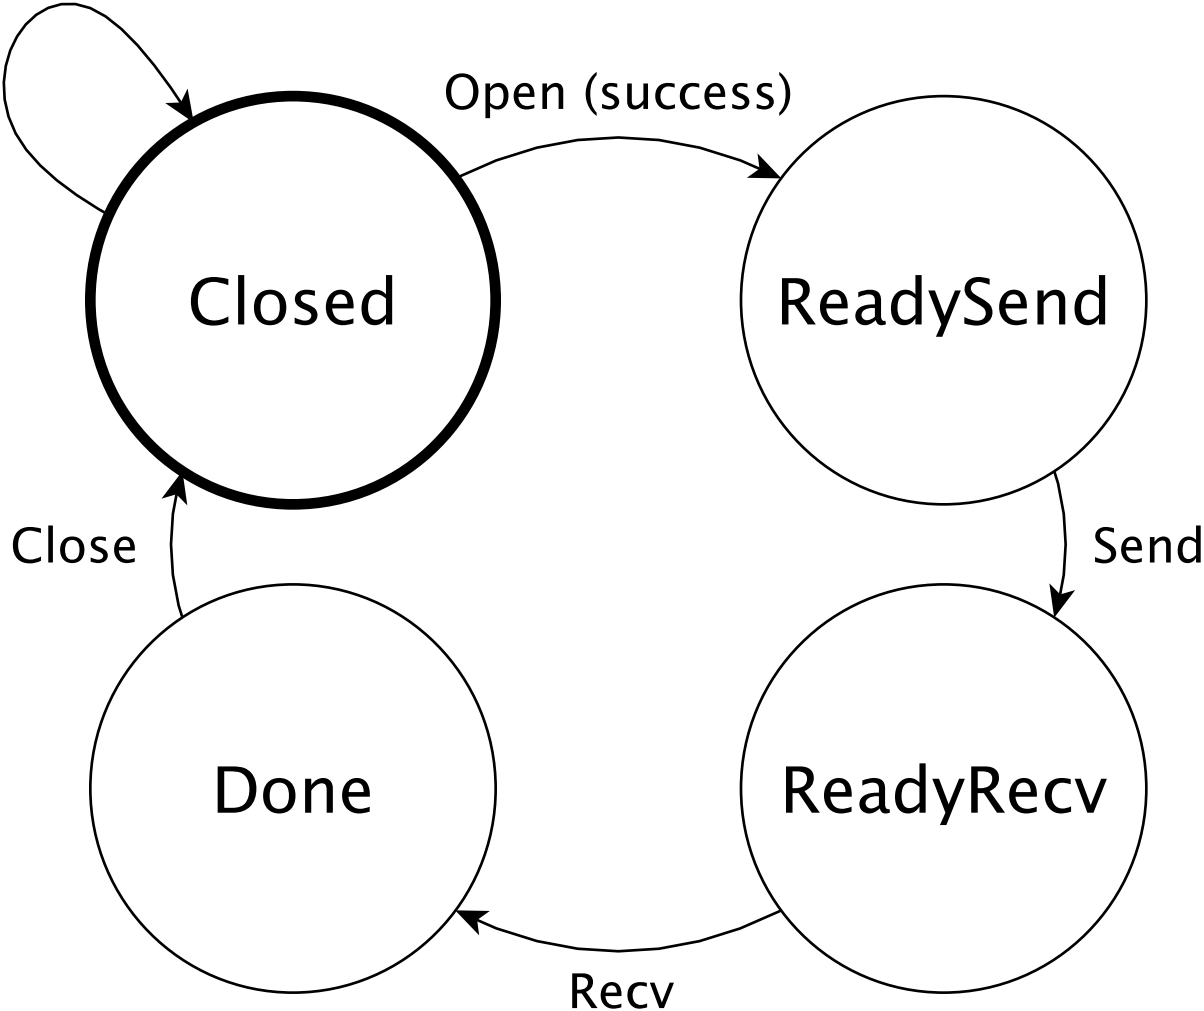 Open (success)
Closed
ReadySend
Close
Send
Done
ReadyRecv
Recv